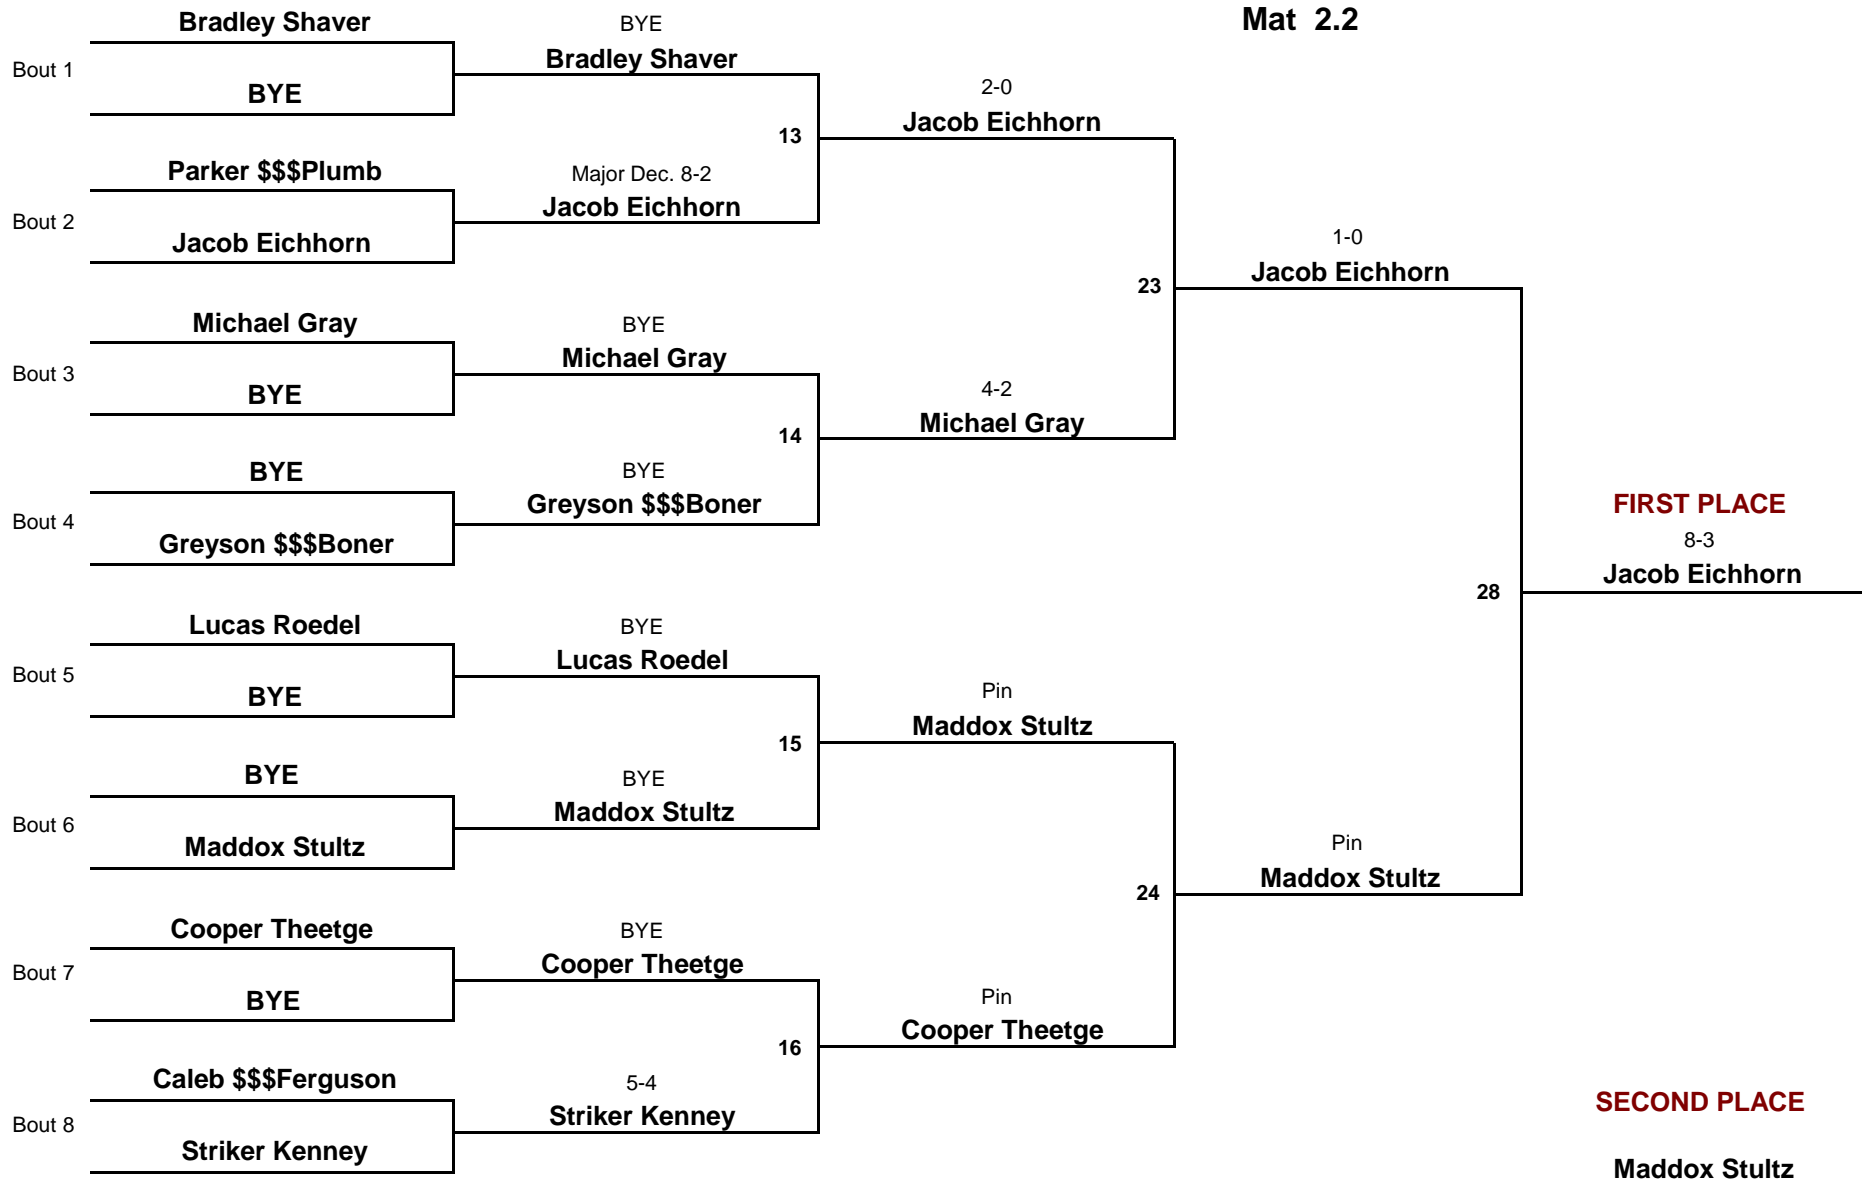 Mat 2.2
Bradley Shaver
Bout 1
BYE
Parker $$$Plumb
Bout 2
Jacob Eichhorn
Michael Gray
Bout 3
BYE
BYE
Bout 4
Greyson $$$Boner
Lucas Roedel
Bout 5
BYE
BYE
Bout 6
Maddox Stultz
Cooper Theetge
Bout 7
BYE
Caleb $$$Ferguson
Bout 8
Striker Kenney
BYE
Bradley Shaver
13
Major Dec. 8-2
Jacob Eichhorn
BYE
Michael Gray
14
BYE
Greyson $$$Boner
BYE
Lucas Roedel
15
BYE
Maddox Stultz
BYE
Cooper Theetge
16
5-4
Striker Kenney
2-0
Jacob Eichhorn
23
4-2
Michael Gray
Pin
Maddox Stultz
24
Pin
Cooper Theetge
1-0
Jacob Eichhorn
28
Pin
Maddox Stultz
FIRST PLACE
8-3
Jacob Eichhorn
SECOND PLACE
Maddox Stultz